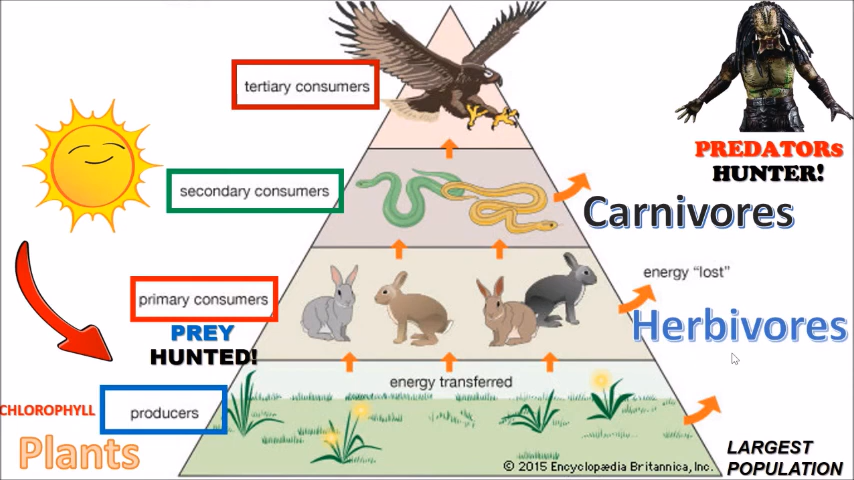 tertiary consumers
PREDATORs
HUNTER!
secondary consumers
Carnivores
energy “lost”
primary consumers
Herbivores
PREY
HUNTED!
energy transferred
CHLOROPHYLL
producers
Plants
LARGEST
POPULATION
© 2015 Encyclopædia Britannica, Inc.